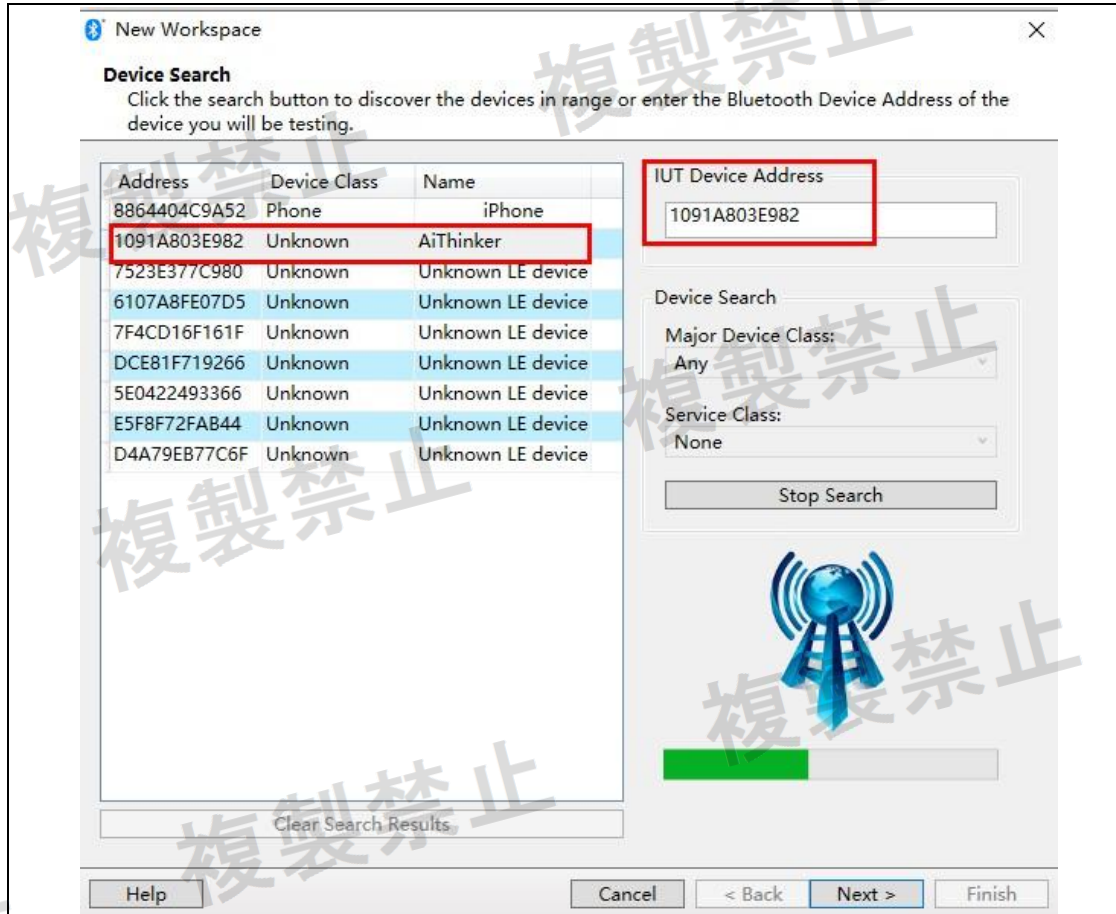 New Workspace
Device Search
Click the search button to discover the devices in range or enter the Bluetooth Device Address of the
device you will be testing.
Address Device Class Name
8864404C9A52 Phone iPhone
1091A803E982 Unknown AiThinker
7523E377C980 Unknown Unknown LE device
6107A8FE07D5 Unknown Unknown LE device
7F4CD16F161F Unknown Unknown LE device
DCE81F719266 Unknown Unknown LE device
5E0422493366 Unknown Unknown LE device
E5F8F72FAB44 Unknown Unknown LE device
D4A79EB77C6F Unknown Unknown LE device
Clear Search Results
IUT Device Address
1091A803E982
Device Search
Major Device Class:
Any
Service Class:
None
Stop Search
Help Cancel < Back Next > Finish
複製禁止
複製禁止
複製禁止
複製禁止
複製禁止
複製禁止